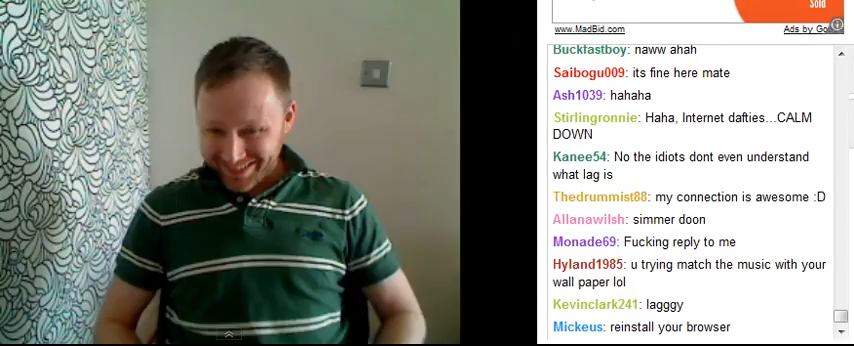 Sold
www.MadBid.com
Ads by Go
Buckfastboy: naww ahah
Saibogu009: its fine here mate
Ash1039: hahaha
Stirlingronnie: Haha, Internet dafties...CALM
DOWN
Kanee54: No the idiots dont even understand
what lag is
Thedrummist88: my connection is awesome :D
Allanawilsh: simmer doon
Monade69: Fucking reply to me
Hyland1985: u trying match the music with your
wall paper lol
Kevinclark241: lagggy
Mickeus: reinstall your browser